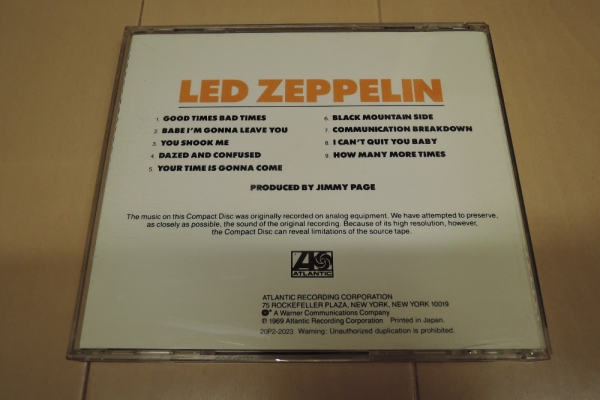 LED ZEPPELIN
1. GOOD TIMES BAD TIMES
2. BABE I'M GONNA LEAVE YOU
3. YOU SHOOK ME
4. DAZED AND CONFUSED
5. YOUR TIME IS GONNA COME
6. BLACK MOUNTAIN SIDE
7. COMMUNICATION BREAKDOWN
8. I CAN'T QUIT YOU BABY
9. HOW MANY MORE TIMES
PRODUCED BY JIMMY PAGE
The music on this Compact Disc was originally recorded on analog equipment. We have attempted to preserve,
as closely as possible, the sound of the original recording. Because of its high resolution, however,
the Compact Disc can reveal limitations of the source tape.
ATLANTIC
ATLANTIC RECORDING CORPORATION
75 ROCKEFELLER PLAZA, NEW YORK, NEW YORK 10019
A Warner Communications Company
℗ 1969 Atlantic Recording Corporation Printed in Japan.
20P2-2023 Warning: Unauthorized duplication is prohibited.